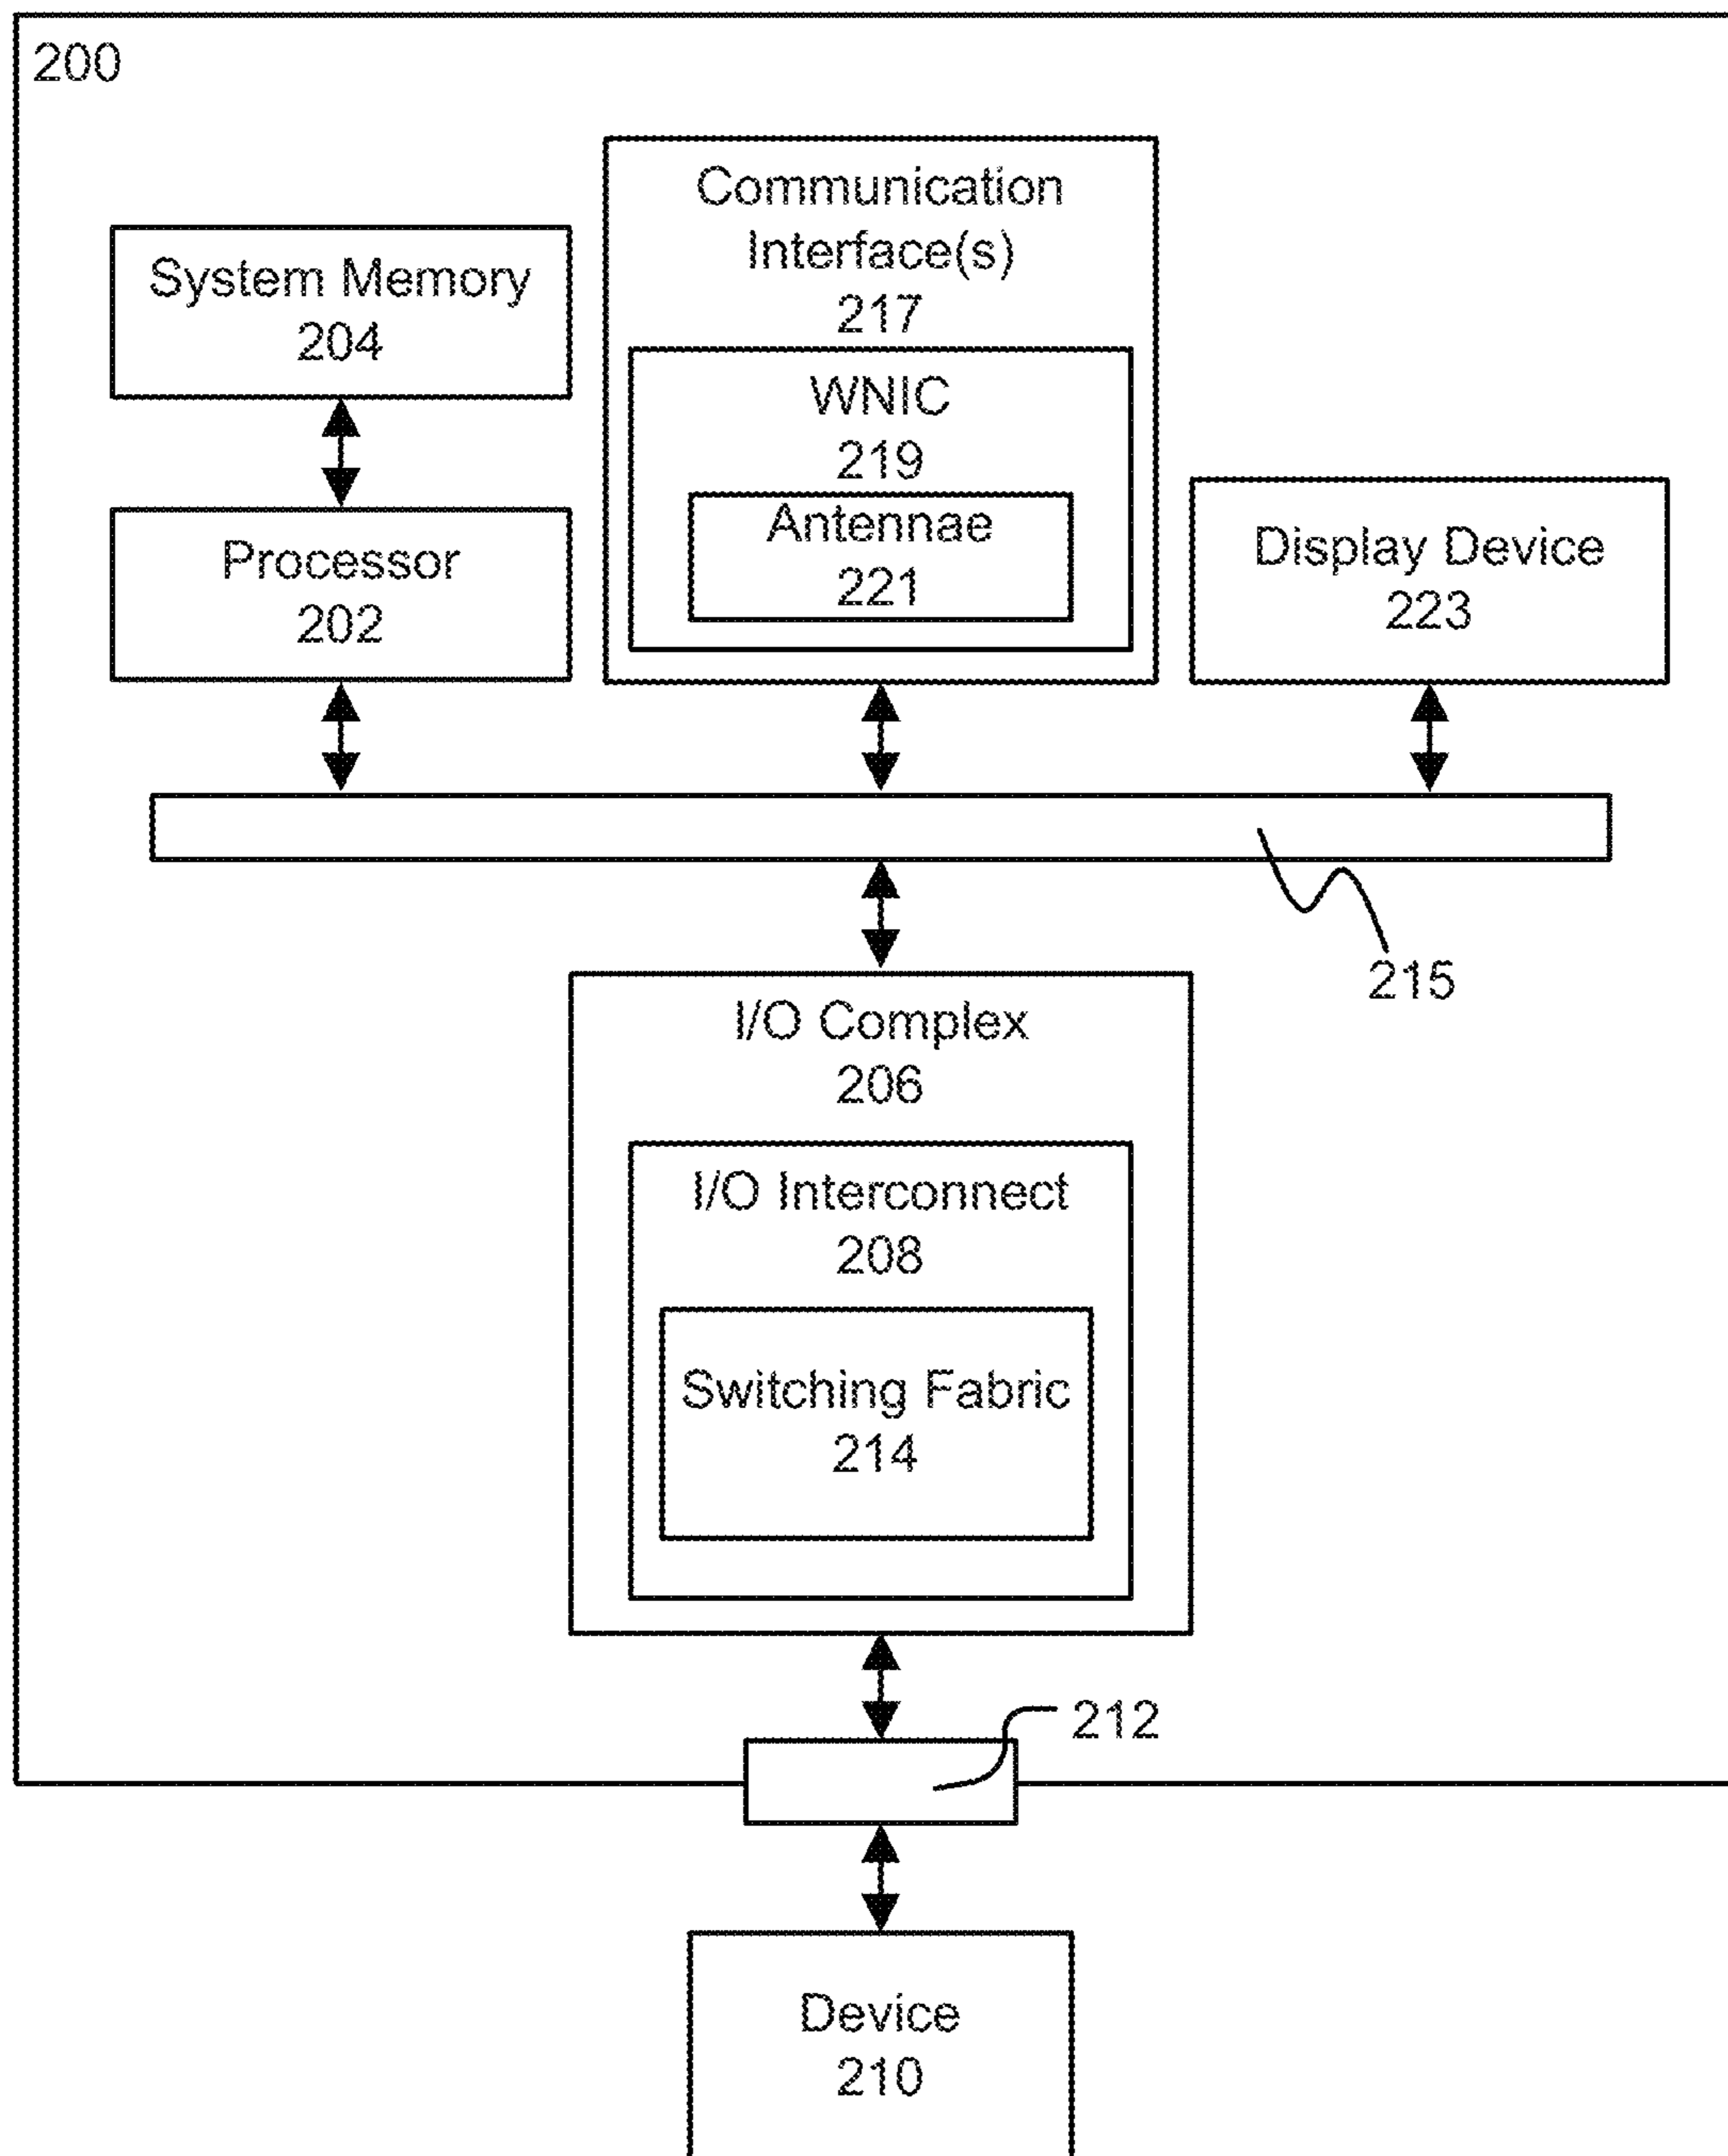 200
Communication
Interface(s)
217
System Memory
204
WNIC
219
Antennae
221
Processor
202
Display Device
223
215
I/O Complex
206
I/O Interconnect
208
Switching Fabric
214
212
Device
210